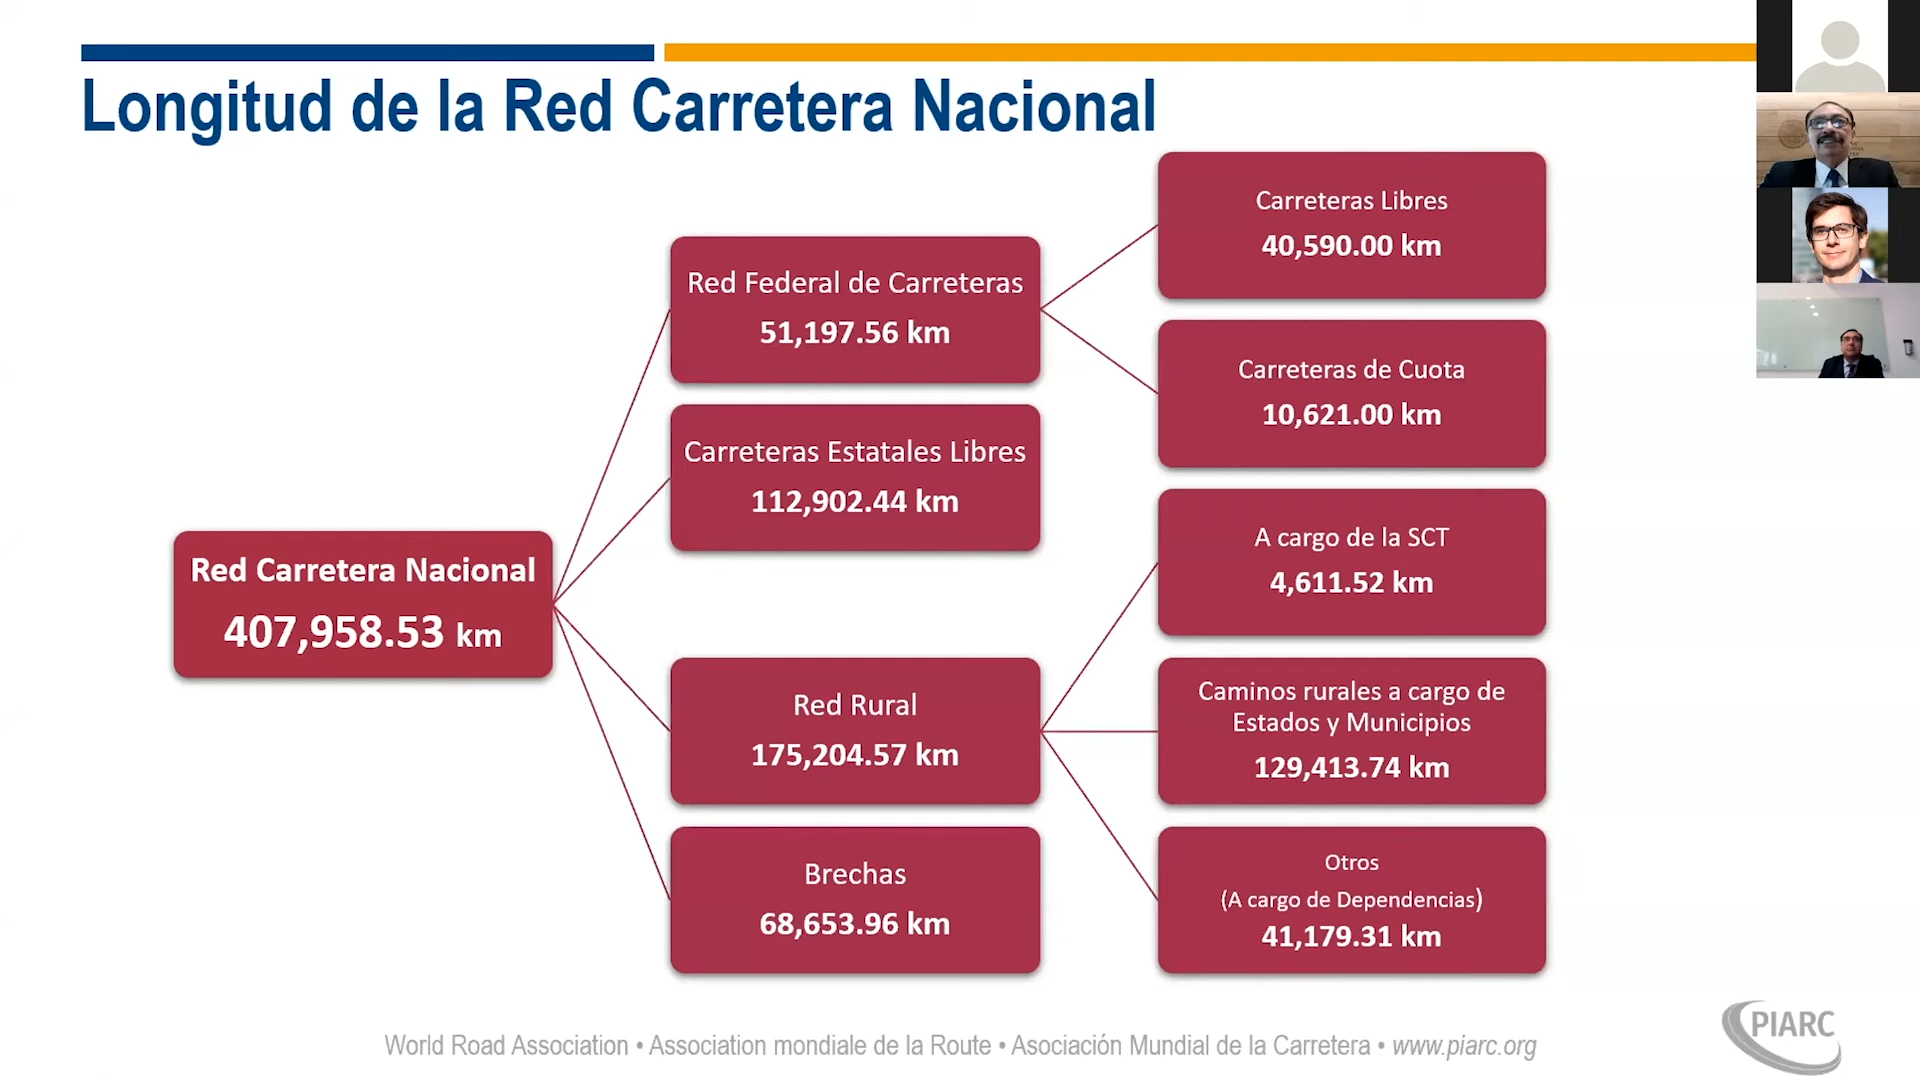 Longitud de la Red Carretera Nacional
Red Carretera Nacional
407,958.53 km
Red Federal de Carreteras
51,197.56 km
Carreteras Estatales Libres
112,902.44 km
Red Rural
175,204.57 km
Brechas
68,653.96 km
Carreteras Libres
40,590.00 km
Carreteras de Cuota
10,621.00 km
A cargo de la SCT
4,611.52 km
Caminos rurales a cargo de
Estados y Municipios
129,413.74 km
Otros
(A cargo de Dependencias)
41,179.31 km
World Road Association • Association mondiale de la Route • Asociación Mundial de la Carretera • www.piarc.org
PIARC